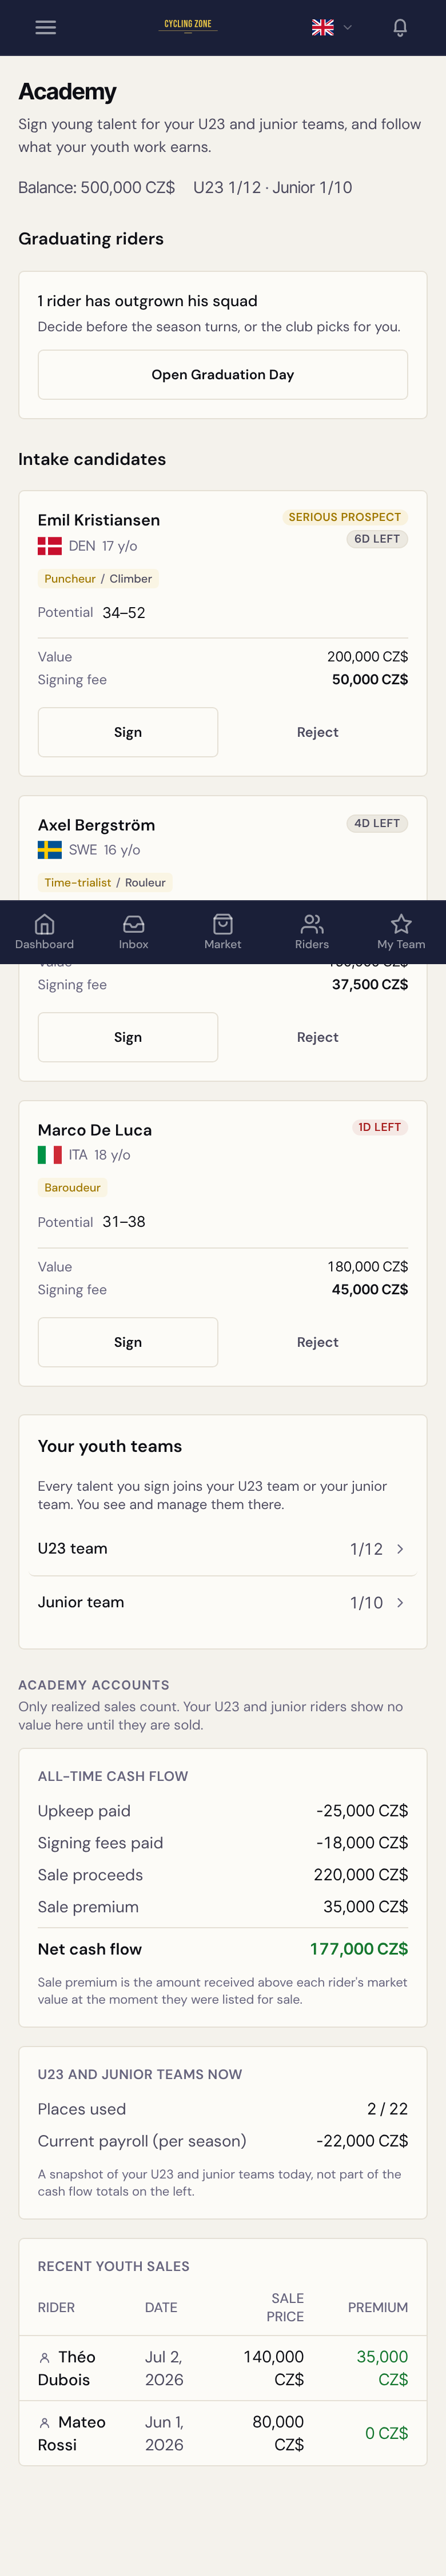 CYCLING ZONE
Academy
Sign young talent for your U23 and junior teams, and follow
what your youth work earns.
Balance: 500,000 CZ$ U23 1/12 · Junior 1/10
Graduating riders
1 rider has outgrown his squad
Decide before the season turns, or the club picks for you.
Open Graduation Day
Intake candidates
Emil Kristiansen
SERIOUS PROSPECT
6D LEFT
DEN 17 y/o
Puncheur / Climber
Potential 34–52
Value 200,000 CZ$
Signing fee 50,000 CZ$
Sign Reject
Axel Bergström 4D LEFT
SWE 16 y/o
Time-trialist / Rouleur
Dashboard Inbox Market Riders My Team
Signing fee 37,500 CZ$
Sign Reject
Marco De Luca 1D LEFT
ITA 18 y/o
Baroudeur
Potential 31–38
Value 180,000 CZ$
Signing fee 45,000 CZ$
Sign Reject
Your youth teams
Every talent you sign joins your U23 team or your junior
team. You see and manage them there.
U23 team 1/12
Junior team 1/10
ACADEMY ACCOUNTS
Only realized sales count. Your U23 and junior riders show no
value here until they are sold.
ALL-TIME CASH FLOW
Upkeep paid -25,000 CZ$
Signing fees paid -18,000 CZ$
Sale proceeds 220,000 CZ$
Sale premium 35,000 CZ$
Net cash flow 177,000 CZ$
Sale premium is the amount received above each rider's market
value at the moment they were listed for sale.
U23 AND JUNIOR TEAMS NOW
Places used 2 / 22
Current payroll (per season) -22,000 CZ$
A snapshot of your U23 and junior teams today, not part of the
cash flow totals on the left.
RECENT YOUTH SALES
RIDER DATE SALE PRICE PREMIUM
Théo Dubois Jul 2, 2026 140,000 CZ$ 35,000 CZ$
Mateo Rossi Jun 1, 2026 80,000 CZ$ 0 CZ$